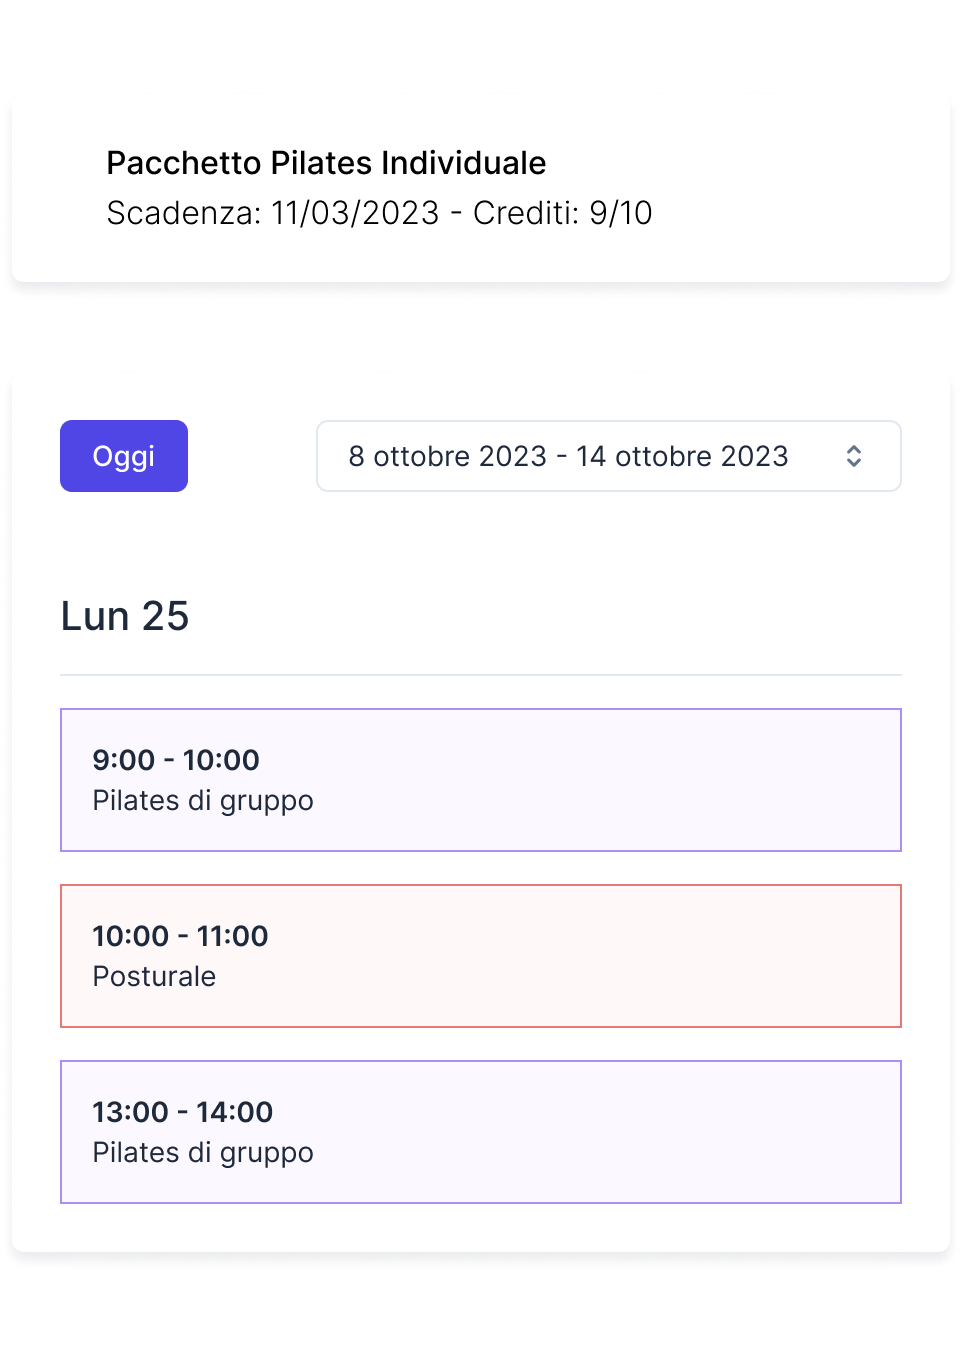 Pacchetto Pilates Individuale
Scadenza: 11/03/2023 - Crediti: 9/10
Oggi
8 ottobre 2023 - 14 ottobre 2023
Lun 25
9:00 - 10:00
Pilates di gruppo
10:00 - 11:00
Posturale
13:00 - 14:00
Pilates di gruppo